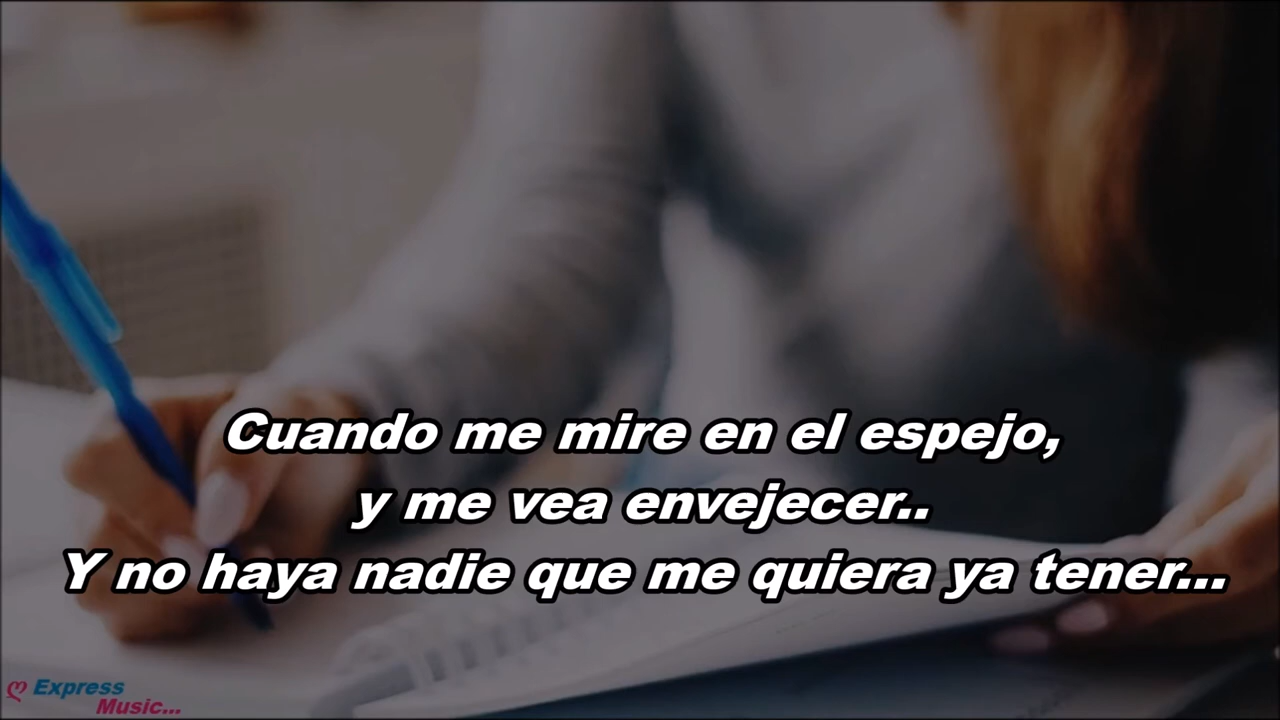 Cuando me mire en el espejo,
y me vea envejecer..
Y no haya nadie que me quiera ya tener...
Express
Music...